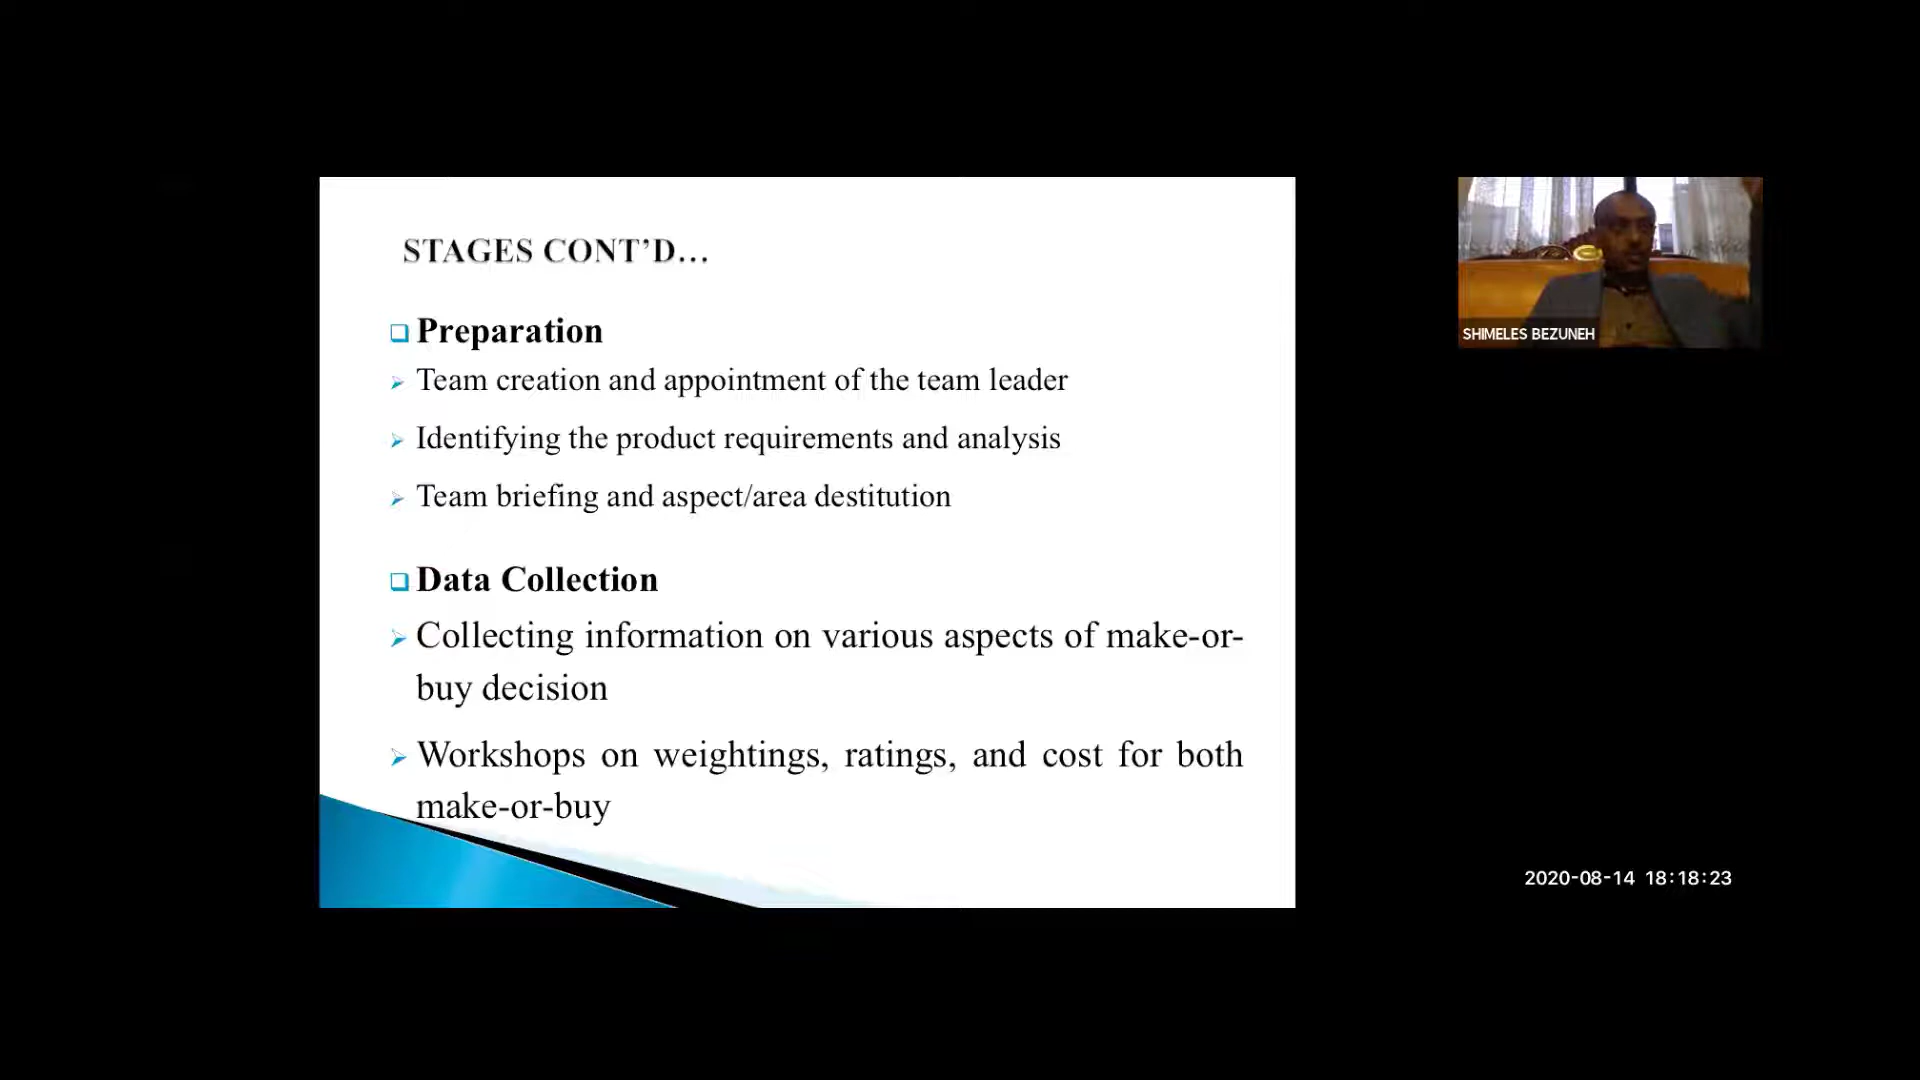 STAGES CONT’D…
Preparation
Team creation and appointment of the team leader
Identifying the product requirements and analysis
Team briefing and aspect/area destitution
Data Collection
Collecting information on various aspects of make-or-
buy decision
Workshops on weightings, ratings, and cost for both
make-or-buy
SHIMELES BEZUNEH
2020-08-14 18:18:23